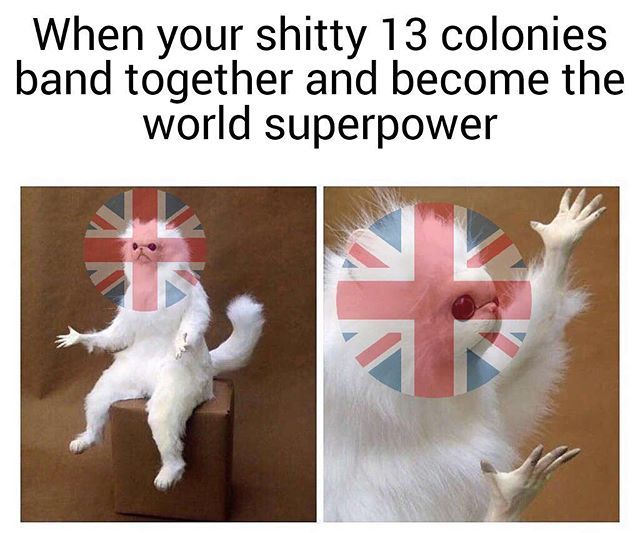 When your shitty 13 colonies
band together and become the
world superpower